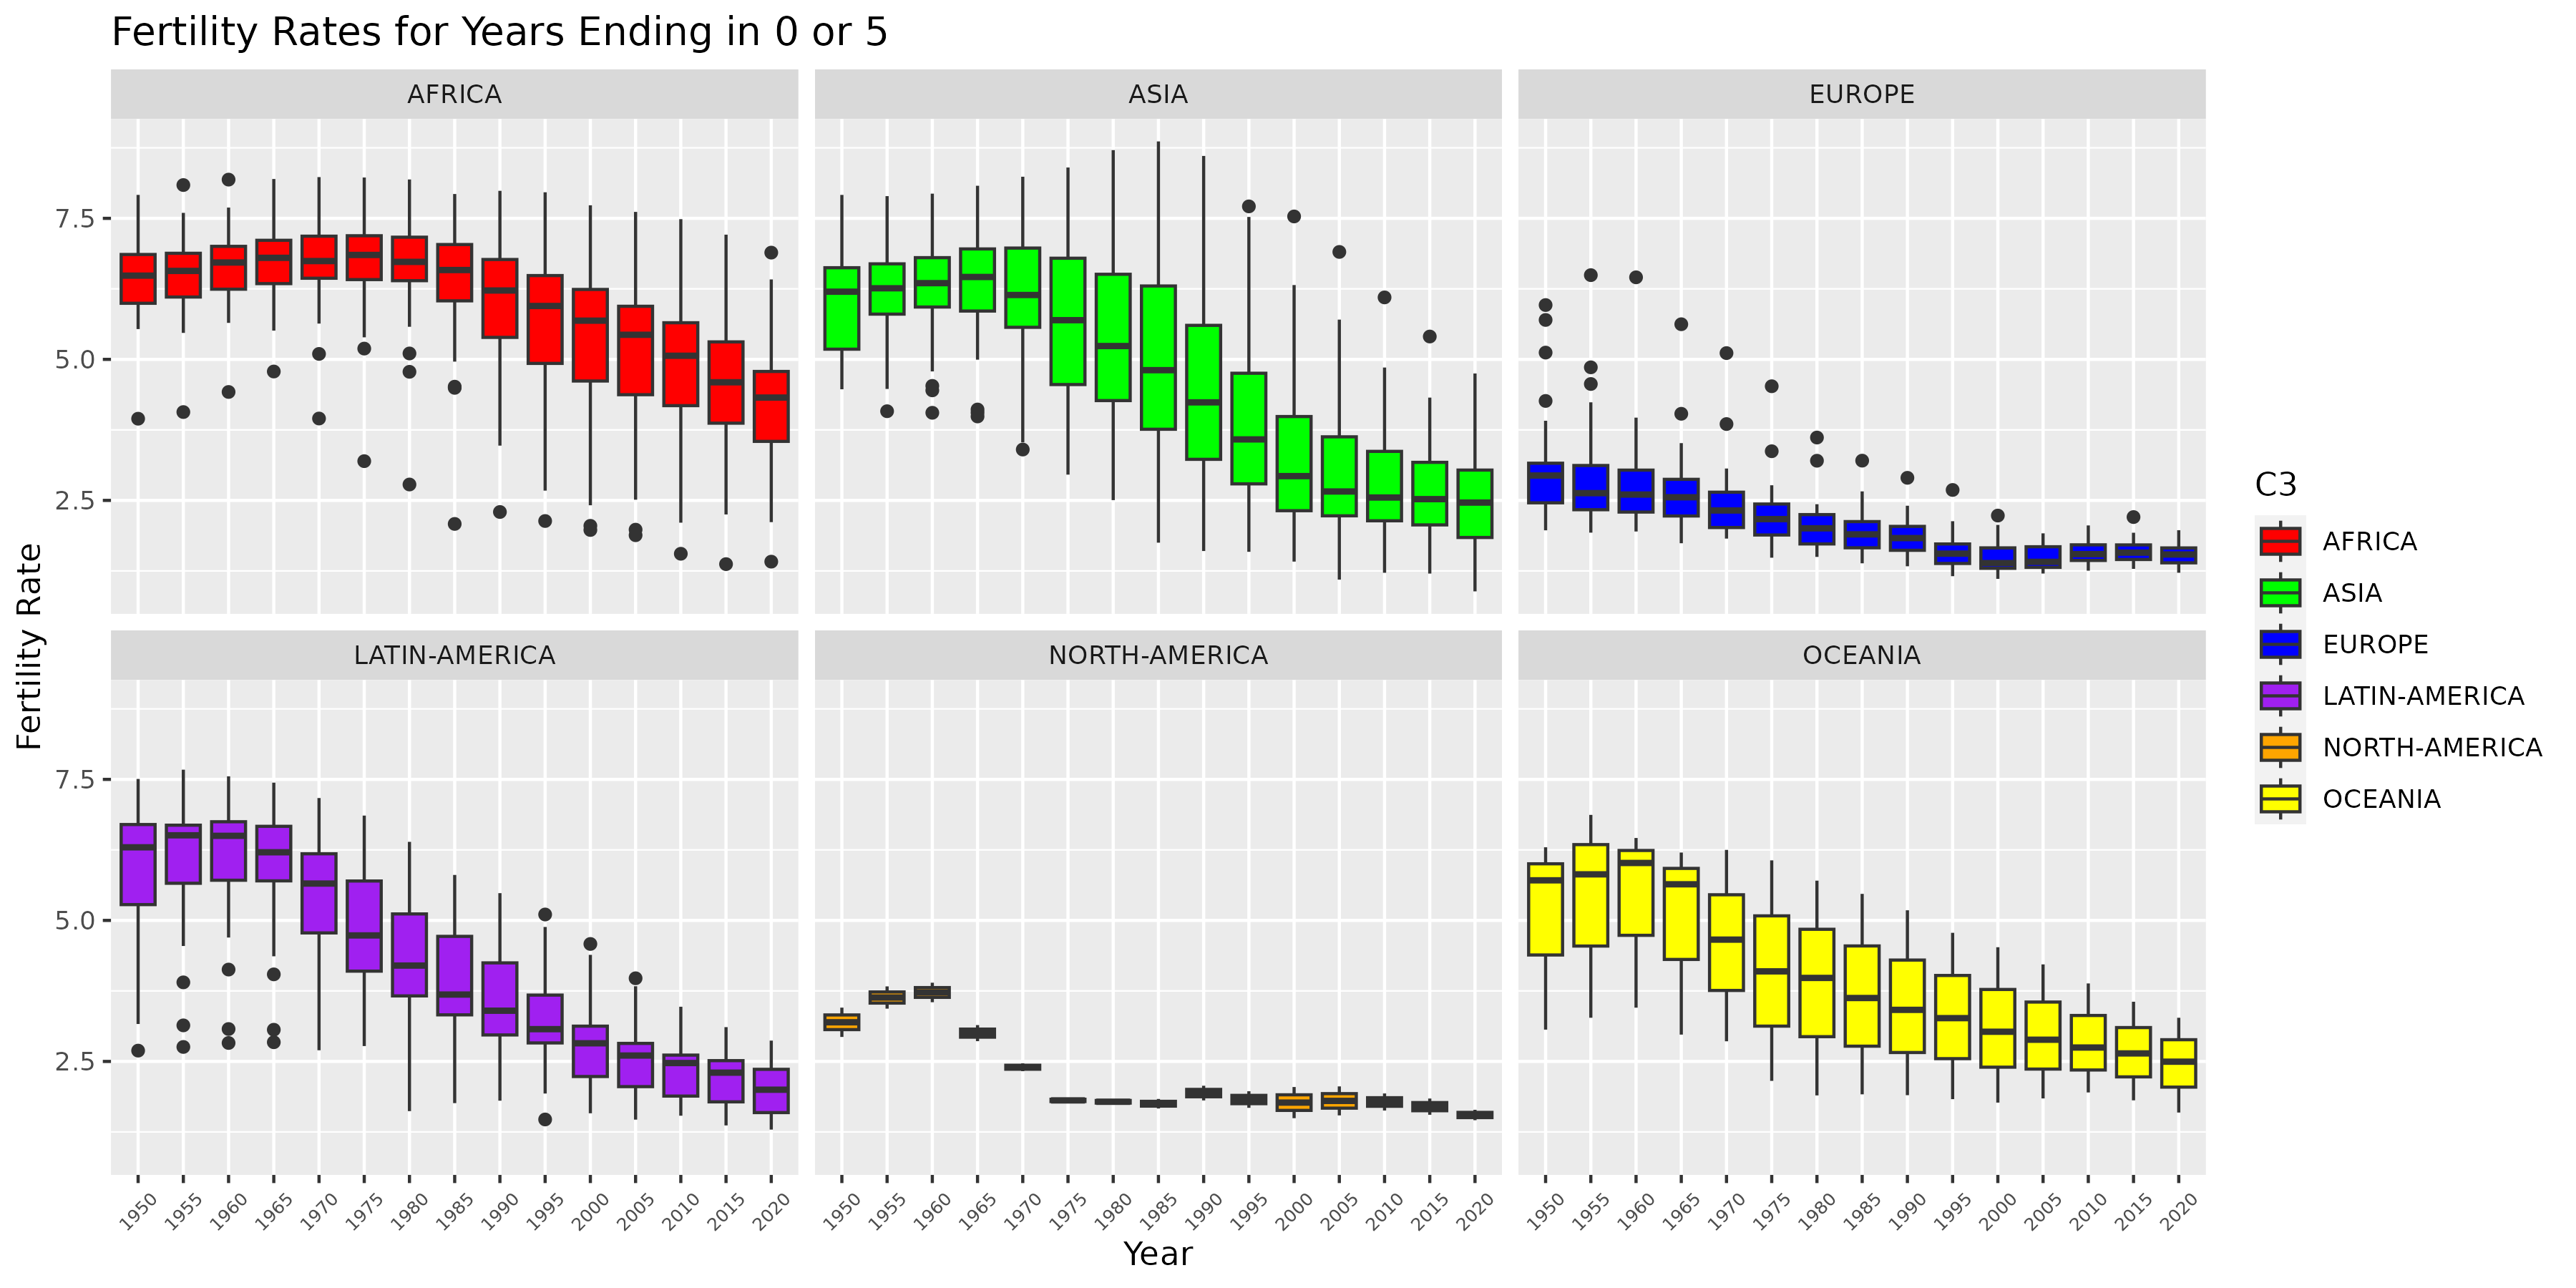 Fertility Rates for Years Ending in 0 or 5
AFRICA
ASIA
EUROPE
7.5
5.0
2.5
LATIN-AMERICA
NORTH-AMERICA
OCEANIA
7.5
5.0
2.5
Fertility Rate
1950 1955 1960 1965 1970 1975 1980 1985 1990 1995 2000 2005 2010 2015 2020
1950 1955 1960 1965 1970 1975 1980 1985 1990 1995 2000 2005 2010 2015 2020
1950 1955 1960 1965 1970 1975 1980 1985 1990 1995 2000 2005 2010 2015 2020
Year
C3
AFRICA
ASIA
EUROPE
LATIN-AMERICA
NORTH-AMERICA
OCEANIA